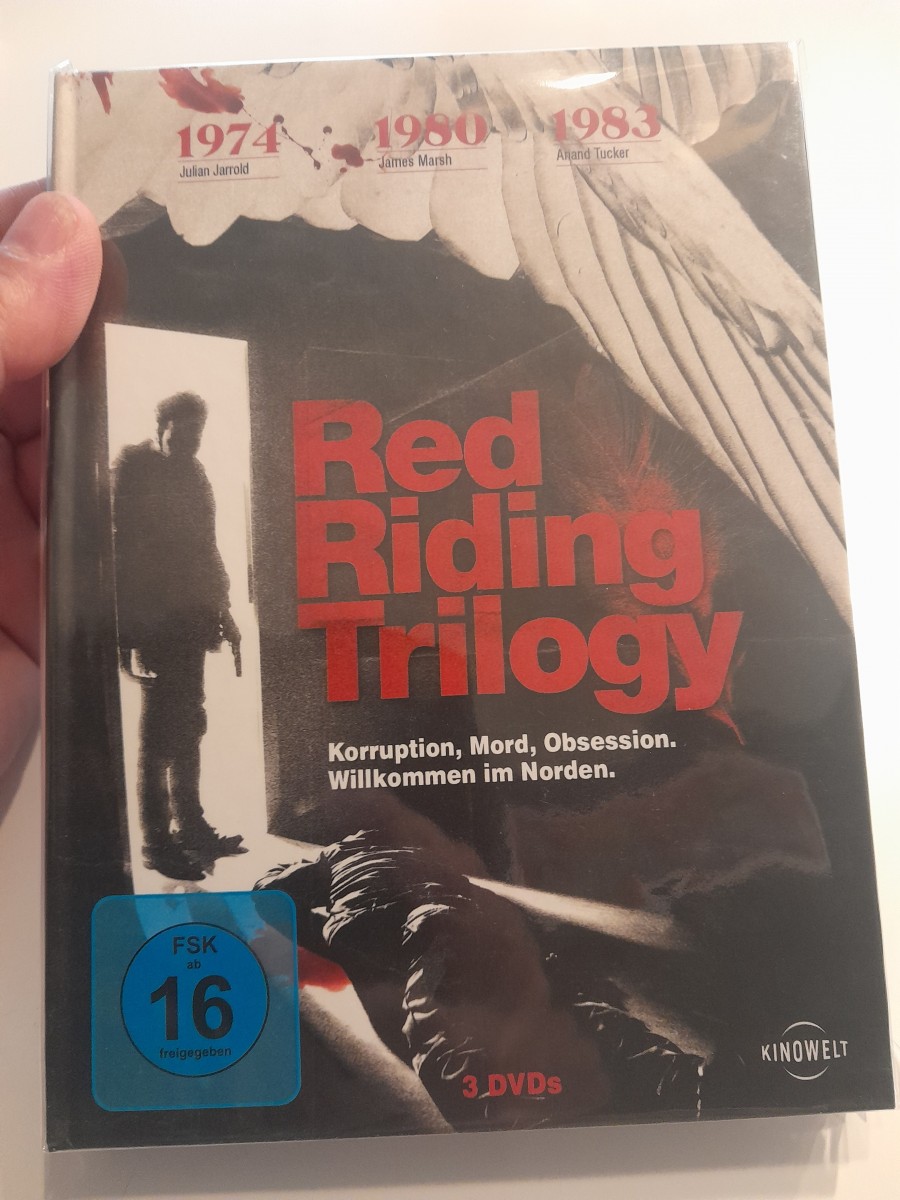 1974 1980 1983
Julian Jarrold James Marsh Anand Tucker
Red
Riding
Trilogy
Korruption, Mord, Obsession.
Willkommen im Norden.
FSK
ab
16
freigegeben
3 DVDs
KINOWELT